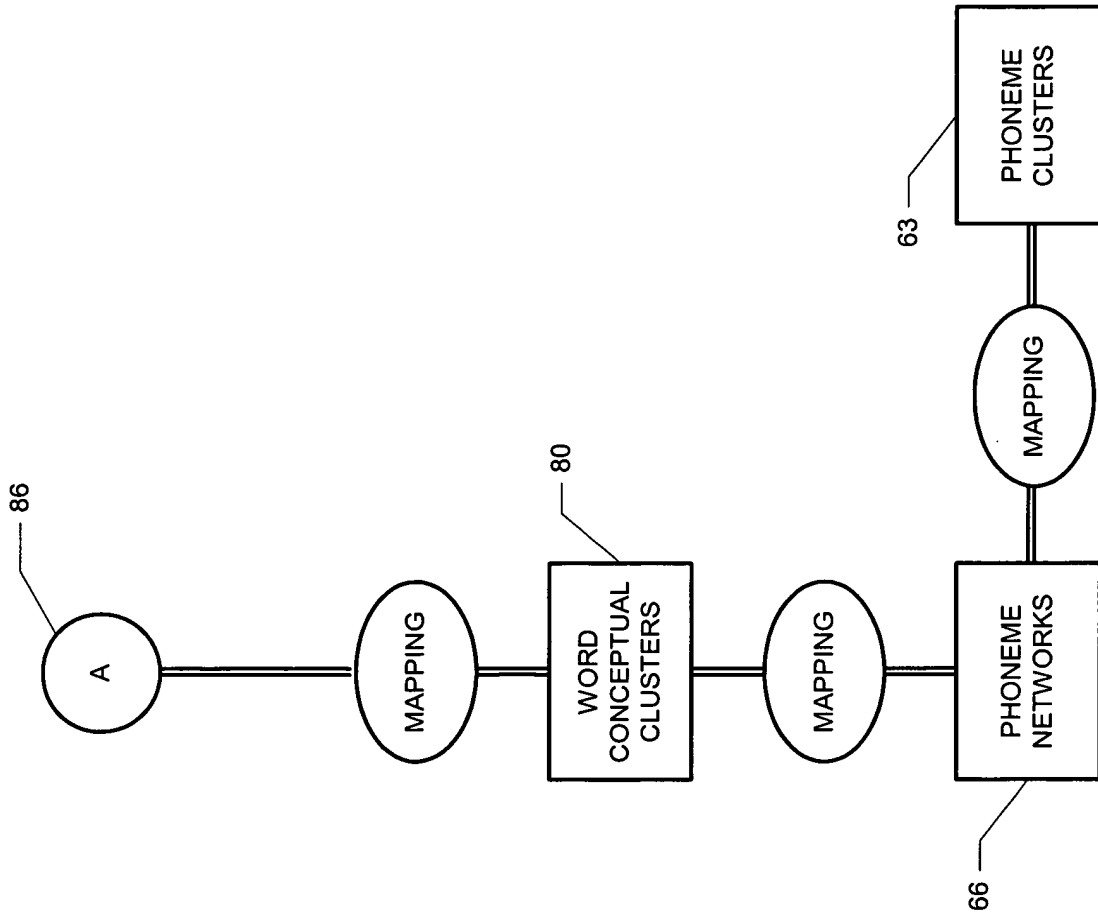 66
PHONEME
NETWORKS
MAPPING
WORD
CONCEPTUAL
CLUSTERS
MAPPING
A
80
86
MAPPING
63
PHONEME
CLUSTERS